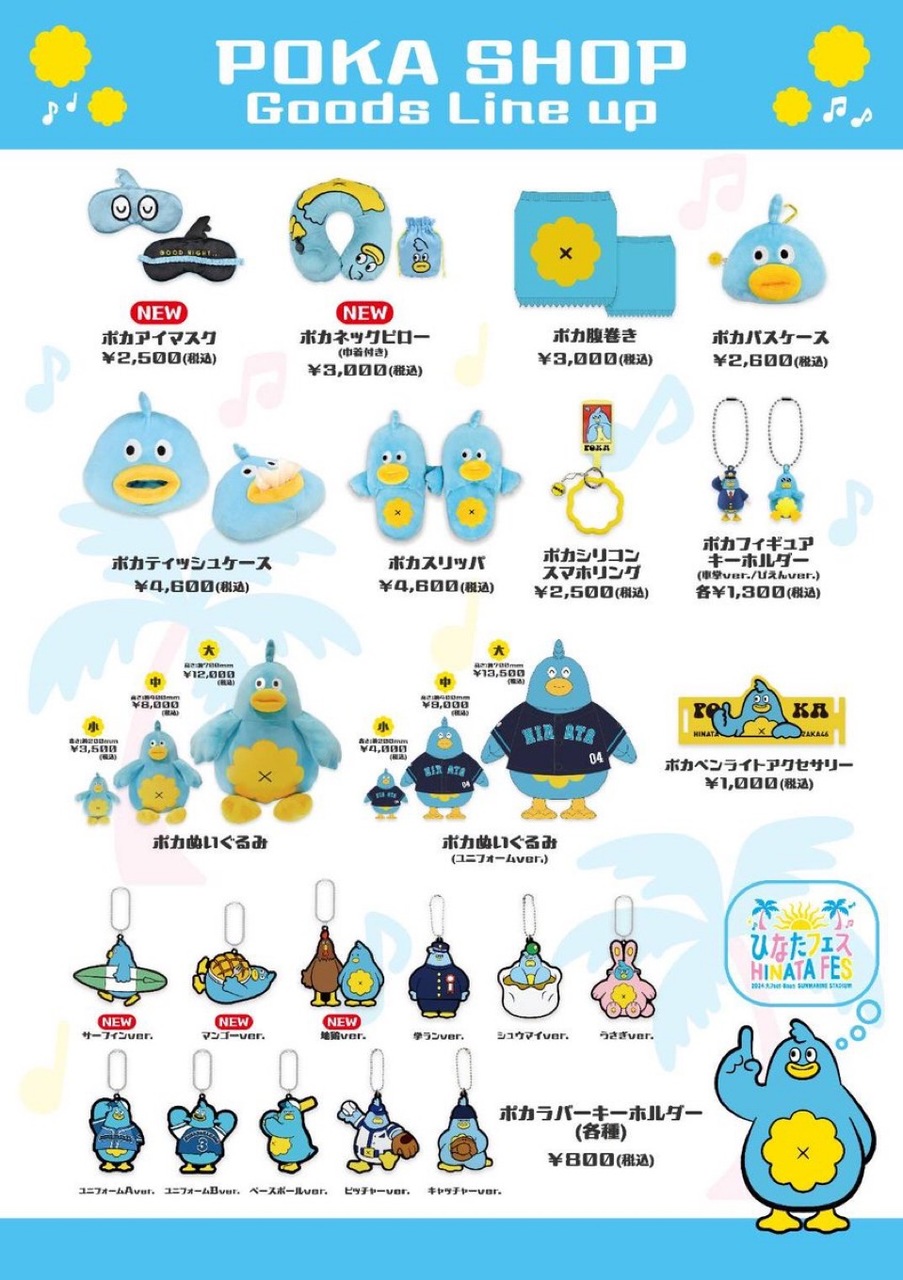 POKA SHOP
Goods Line up
GOOD NIGHT...
NEW
ポカアイマスク
¥2,500(税込)
NEW
ポカネックピロー
(巾着付き)
¥3,000(税込)
ポカ腹巻き
¥3,000(税込)
ポカパスケース
¥2,600(税込)
ポカティッシュケース
¥4,600(税込)
ポカスリッパ
¥4,600(税込)
POKA
ポカシリコン
スマホリング
¥2,500(税込)
ポカフィギュア
キーホルダー
(車掌ver./ぴえんver.)
各¥1,300(税込)
小
高さ:約200mm
¥3,500
(税込)
中
高さ:約400mm
¥8,000
(税込)
大
高さ:約700mm
¥12,000
(税込)
ポカぬいぐるみ
小
高さ:約200mm
¥4,000
(税込)
中
高さ:約400mm
¥9,000
(税込)
大
高さ:約700mm
¥13,500
(税込)
HINATA
04
HINATA
04
ポカぬいぐるみ
(ユニフォームver.)
POKA
HINATAZAKA46
ポカペンライトアクセサリー
¥1,000(税込)
NEW
サーフィンver.
NEW
マンゴーver.
NEW
地鶏ver.
学ランver.
シュウマイver.
うさぎver.
ひなたフェス
HINATA FES
3
ユニフォームAver.
ユニフォームBver.
ベースボールver.
ピッチャーver.
キャッチャーver.
ポカラバーキーホルダー
(各種)
¥800(税込)